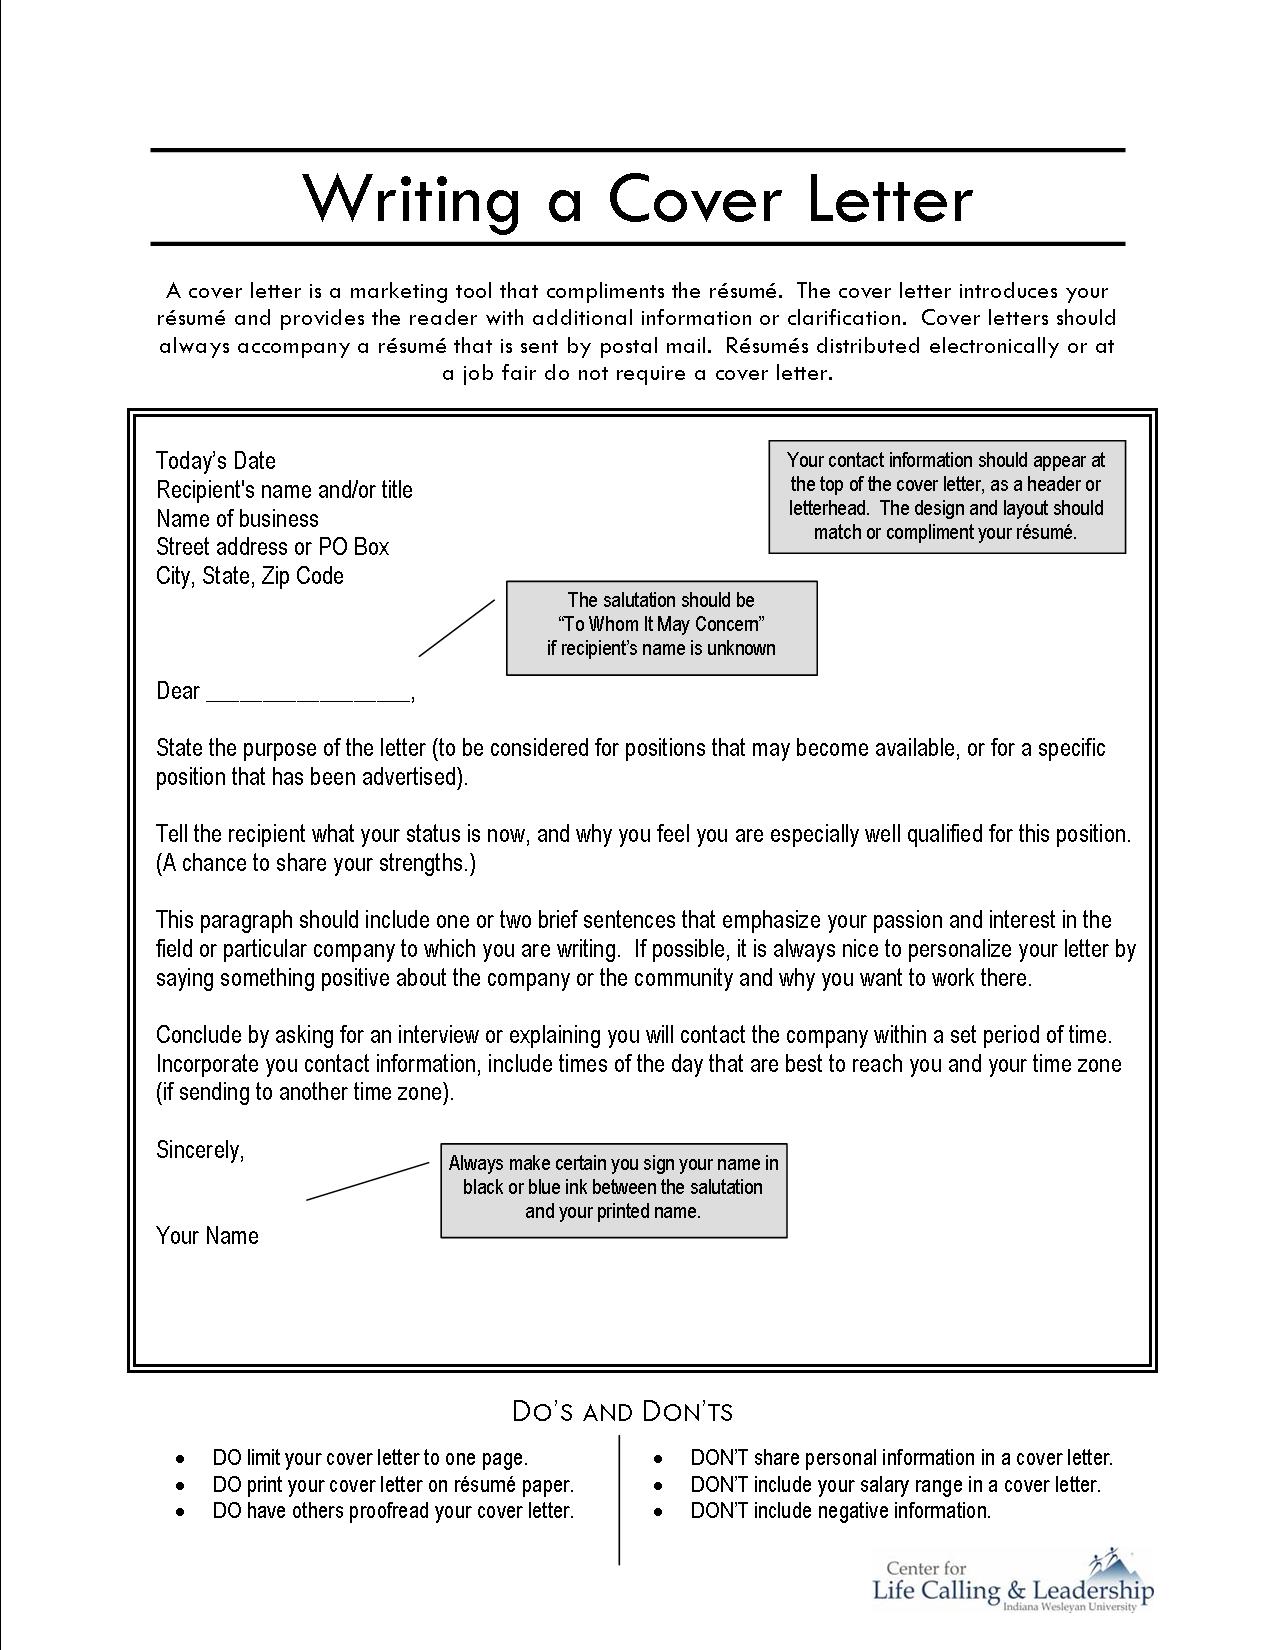 Writing a Cover Letter
A cover letter is a marketing tool that compliments the résumé.  The cover letter introduces your
résumé and provides the reader with additional information or clarification.  Cover letters should
always accompany a résumé that is sent by postal mail.  Résumés distributed electronically or at
a job fair do not require a cover letter.
Today's Date
Recipient's name and/or title
Name of business
Street address or PO Box
City, State, Zip Code
Your contact information should appear at
the top of the cover letter, as a header or
letterhead.  The design and layout should
match or compliment your résumé.
The salutation should be
“To Whom It May Concern”
if recipient's name is unknown
Dear __________________,
State the purpose of the letter (to be considered for positions that may become available, or for a specific
position that has been advertised).
Tell the recipient what your status is now, and why you feel you are especially well qualified for this position.
(A chance to share your strengths.)
This paragraph should include one or two brief sentences that emphasize your passion and interest in the
field or particular company to which you are writing.  If possible, it is always nice to personalize your letter by
saying something positive about the company or the community and why you want to work there.
Conclude by asking for an interview or explaining you will contact the company within a set period of time.
Incorporate you contact information, include times of the day that are best to reach you and your time zone
(if sending to another time zone).
Sincerely,
Always make certain you sign your name in
black or blue ink between the salutation
and your printed name.
Your Name
DO'S AND DON'TS
• DO limit your cover letter to one page.
• DO print your cover letter on résumé paper.
• DO have others proofread your cover letter.
• DON'T share personal information in a cover letter.
• DON'T include your salary range in a cover letter.
• DON'T include negative information.
Center for
Life Calling & Leadership
Indiana Wesleyan University